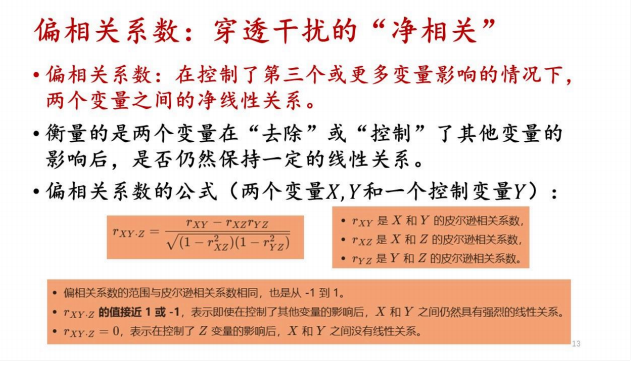 偏相关系数：穿透干扰的“净相关”
• 偏相关系数：在控制了第三个或更多变量影响的情况下，
两个变量之间的净线性关系。
• 衡量的是两个变量在“去除”或“控制”了其他变量的
影响后，是否仍然保持一定的线性关系。
• 偏相关系数的公式（两个变量X,Y和一个控制变量Y）：
r_{XY·Z} = \frac{r_{XY} − r_{XZ}r_{YZ}}{\sqrt{(1 − r_{XZ}^2)(1 − r_{YZ}^2)}}
• r_{XY} 是 X 和 Y 的皮尔逊相关系数，
• r_{XZ} 是 X 和 Z 的皮尔逊相关系数，
• r_{YZ} 是 Y 和 Z 的皮尔逊相关系数。
• 偏相关系数的范围与皮尔逊相关系数相同，也是从 -1 到 1。
• r_{XY·Z} 的值接近 1 或 -1，表示即使在控制了其他变量的影响后，X 和 Y 之间仍然具有强烈的线性关系。
• r_{XY·Z} = 0，表示在控制了 Z 变量的影响后，X 和 Y 之间没有线性关系。
13